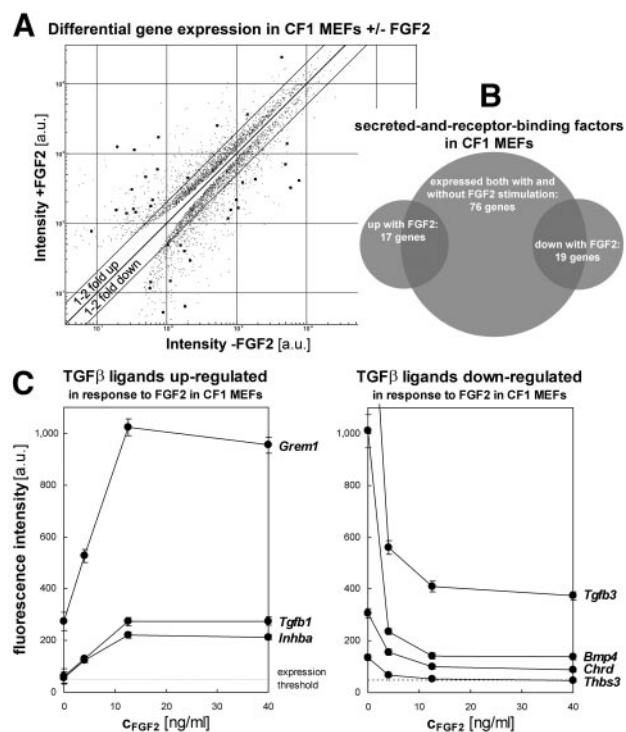 A
Differential gene expression in CF1 MEFs +/- FGF2
Intensity +FGF2 [a.u.]
1-2 fold up
1-2 fold down
Intensity -FGF2 [a.u.]
B
secreted-and-receptor-binding factors
in CF1 MEFs
expressed both with and
without FGF2 stimulation:
76 genes
up with FGF2:
17 genes
down with FGF2:
19 genes
C
TGFβ ligands up-regulated
in response to FGF2 in CF1 MEFs
fluorescence intensity [a.u.]
1,000
800
600
400
200
0
Grem1
Tgfb1
Inhba
expression
threshold
0 10 20 30 40
cFGF2 [ng/ml]
TGFβ ligands down-regulated
in response to FGF2 in CF1 MEFs
1,000
800
600
400
200
0
Tgfb3
Bmp4
Chrd
Thbs3
0 10 20 30 40
cFGF2 [ng/ml]